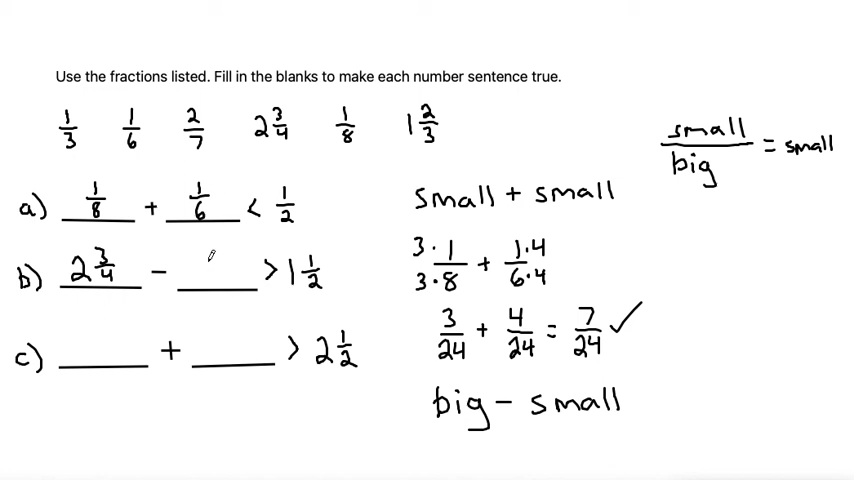 Use the fractions listed. Fill in the blanks to make each number sentence true.
1/3 1/6 2/7 2 3/4 1/8 1 2/3
small/big = small
a) 1/8 + 1/6 < 1/2
small + small
b) 2 3/4 - ____ > 1 1/2
3·1/3·8 + 1·4/6·4
3/24 + 4/24 = 7/24 ✓
c) ____ + ____ > 2 1/2
big - small